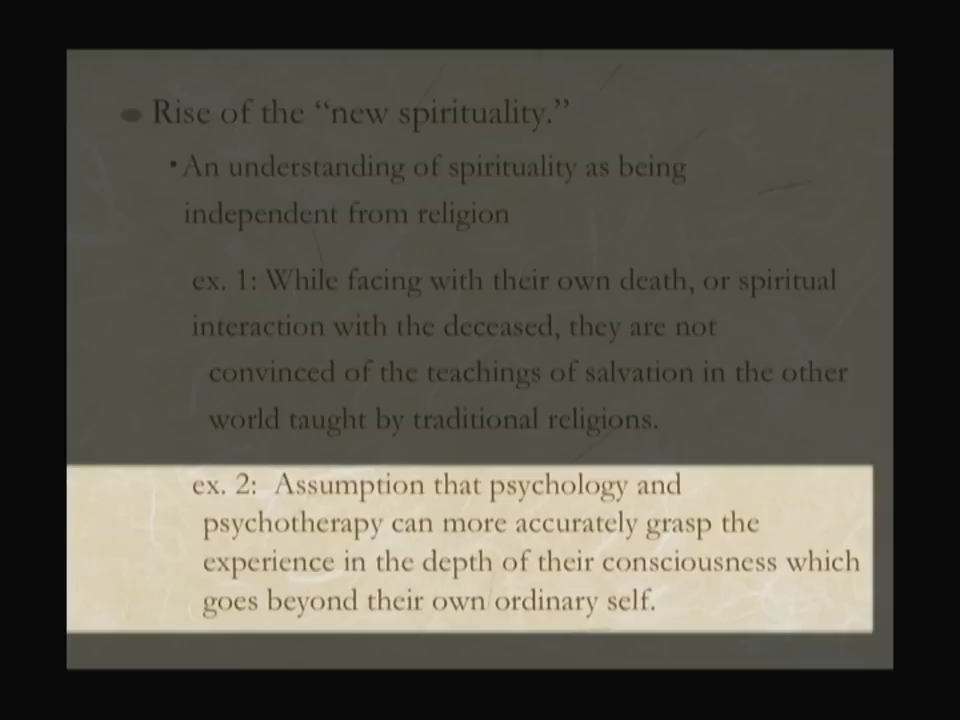 Rise of the “new spirituality.”
An understanding of spirituality as being
independent from religion
ex. 1: While facing with their own death, or spiritual
interaction with the deceased, they are not
convinced of the teachings of salvation in the other
world taught by traditional religions.
ex. 2: Assumption that psychology and
psychotherapy can more accurately grasp the
experience in the depth of their consciousness which
goes beyond their own ordinary self.